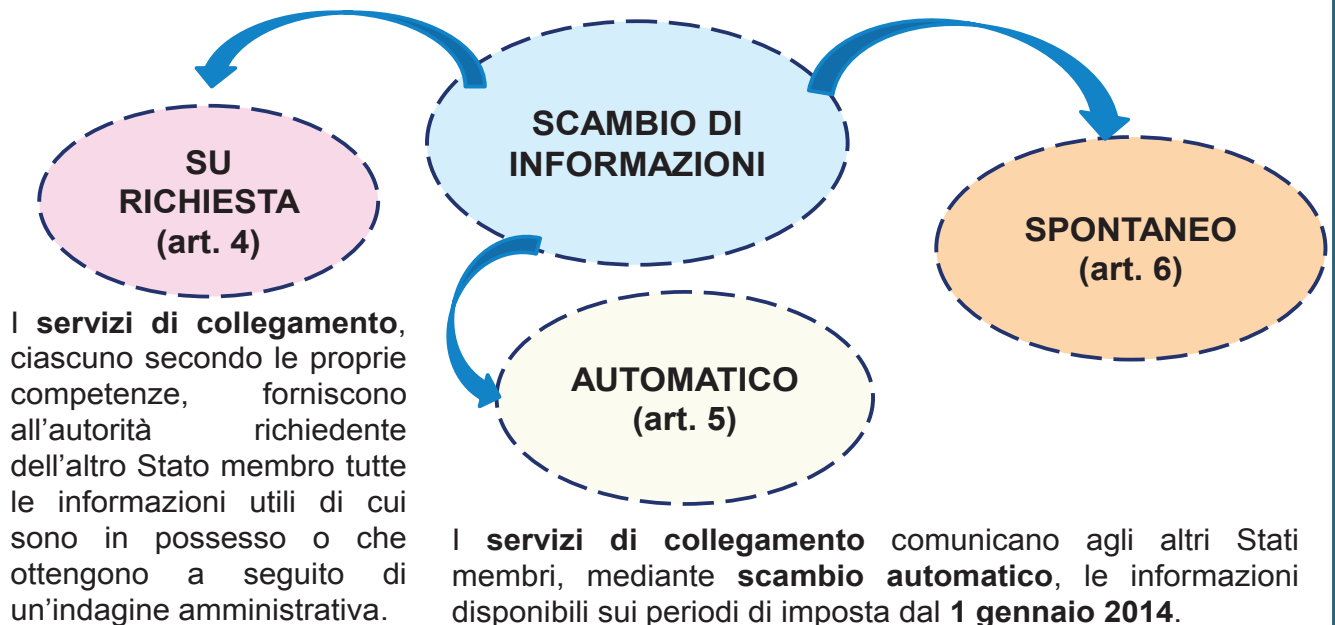 SCAMBIO DI
INFORMAZIONI
SU
RICHIESTA
(art. 4)
SPONTANEO
(art. 6)
AUTOMATICO
(art. 5)
I servizi di collegamento,
ciascuno secondo le proprie
competenze, forniscono
all’autorità richiedente
dell’altro Stato membro tutte
le informazioni utili di cui
sono in possesso o che
ottengono a seguito di
un’indagine amministrativa.
I servizi di collegamento comunicano agli altri Stati
membri, mediante scambio automatico, le informazioni
disponibili sui periodi di imposta dal 1 gennaio 2014.